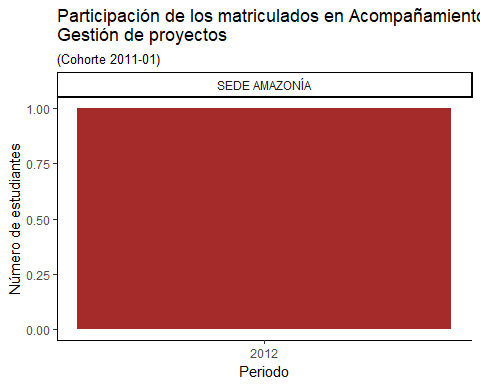 Participación de los matriculados en Acompañamiento
Gestión de proyectos
(Cohorte 2011-01)
SEDE AMAZONÍA
1.00
0.75
0.50
0.25
0.00
Número de estudiantes
2012
Periodo